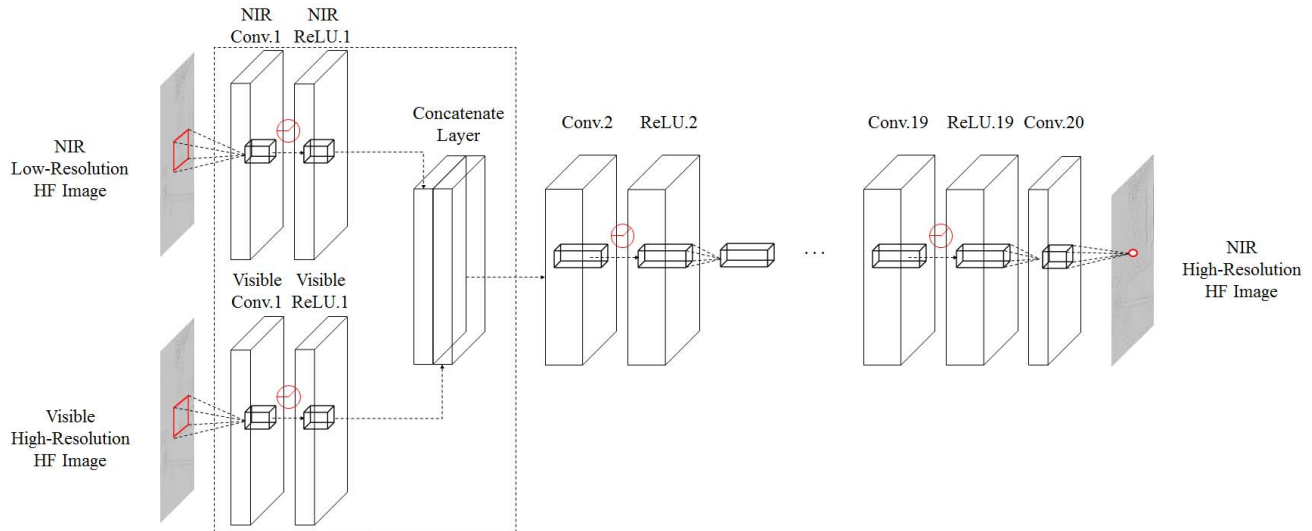 NIR
Conv.1
NIR
ReLU.1
NIR
Low-Resolution
HF Image
Concatenate
Layer
Conv.2
ReLU.2
. . .
Conv.19
ReLU.19
Conv.20
NIR
High-Resolution
HF Image
Visible
Conv.1
Visible
ReLU.1
Visible
High-Resolution
HF Image